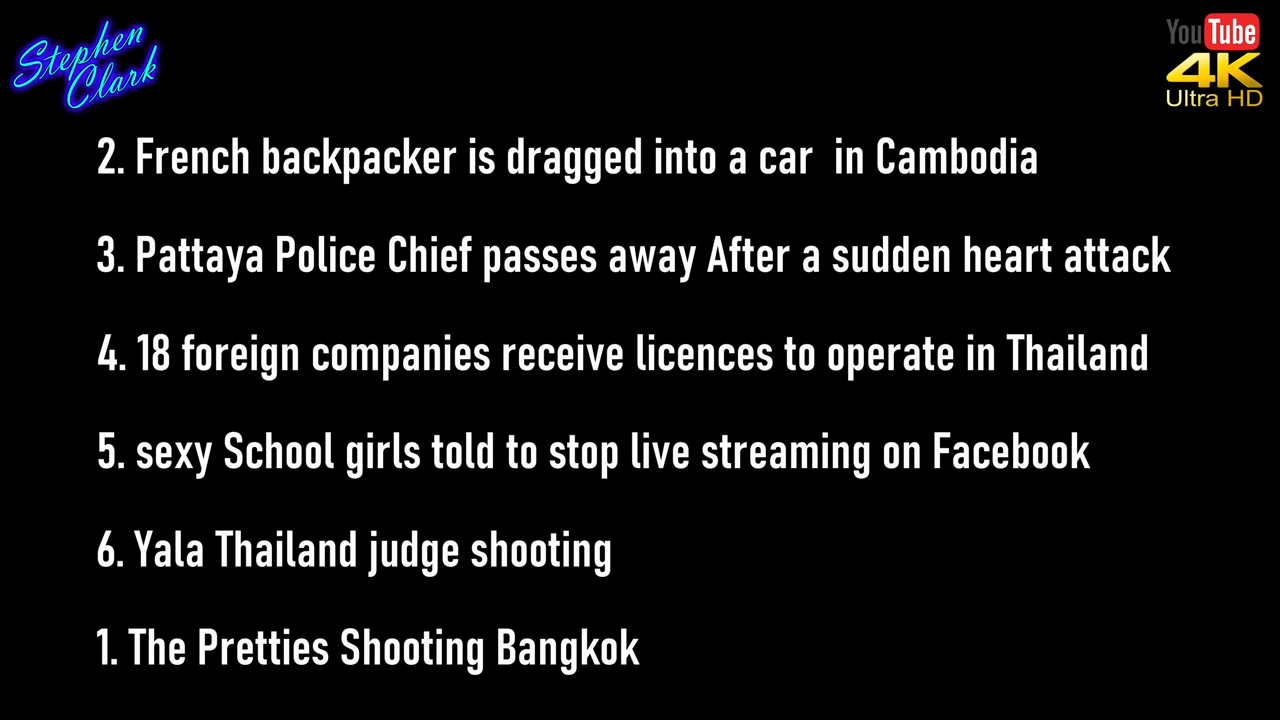 Stephen
Clark
YouTube
4K
Ultra HD
2. French backpacker is dragged into a car  in Cambodia
3. Pattaya Police Chief passes away After a sudden heart attack
4. 18 foreign companies receive licences to operate in Thailand
5. sexy School girls told to stop live streaming on Facebook
6. Yala Thailand judge shooting
1. The Pretties Shooting Bangkok